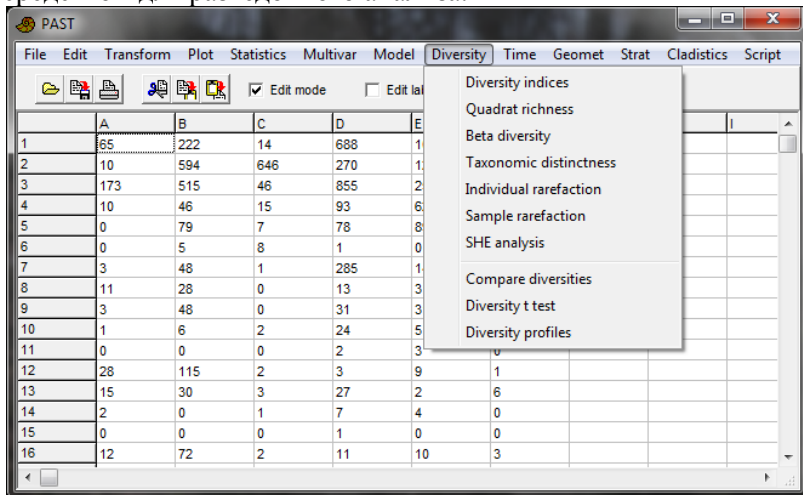 PAST
File Edit Transform Plot Statistics Multivar Model Diversity Time Geomet Strat Cladistics Script
Edit mode Edit
Diversity indices
Quadrat richness
Beta diversity
Taxonomic distinctness
Individual rarefaction
Sample rarefaction
SHE analysis
Compare diversities
Diversity t test
Diversity profiles
A B C D E I
1 65 222 14 688
2 10 594 646 270
3 173 515 46 855
4 10 46 15 93
5 0 79 7 78
6 0 5 8 1 0
7 3 48 1 285
8 11 28 0 13 3
9 3 48 0 31 3
10 1 6 2 24 5
11 0 0 0 2 3 0
12 28 115 2 3 9 1
13 15 30 3 27 2 6
14 2 0 1 7 4 0
15 0 0 0 1 0 0
16 12 72 2 11 10 3